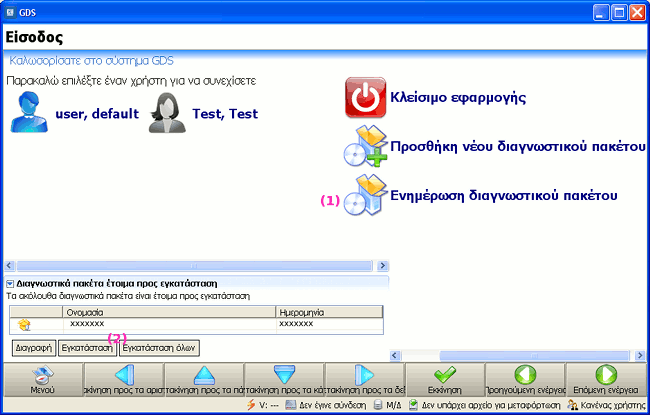 GDS
Είσοδος
Καλωσορίσατε στο σύστημα GDS
Παρακαλώ επιλέξτε έναν χρήστη για να συνεχίσετε
user, default
Test, Test
Κλείσιμο εφαρμογής
Προσθήκη νέου διαγνωστικού πακέτου
(1)
Ενημέρωση διαγνωστικού πακέτου
Διαγνωστικά πακέτα έτοιμα προς εγκατάσταση
Τα ακόλουθα διαγνωστικά πακέτα είναι έτοιμα προς εγκατάσταση
Ονομασία Ημερομηνία
xxxxxxx xxxxxxx
(2)
Διαγραφή Εγκατάσταση Εγκατάσταση όλων
Μενού ακίνηση προς τα αρισ τακίνηση προς τα πά τακίνηση προς τα κά τακίνηση προς τα δε Εκκίνηση Προηγούμενη ενέργεια Επόμενη ενέργεια
V: --- Δεν έγινε σύνδεση Μ/Δ Δεν υπάρχει αρχείο για μεταφόρτωση Κανένας χρήστης